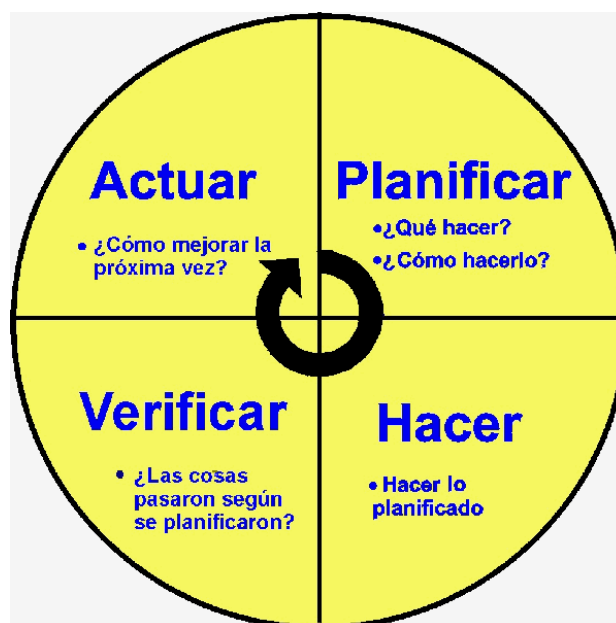 Actuar
• ¿Cómo mejorar la
próxima vez?
Planificar
•¿Qué hacer?
•¿Cómo hacerlo?
Verificar
• ¿Las cosas
pasaron según
se planificaron?
Hacer
• Hacer lo
planificado